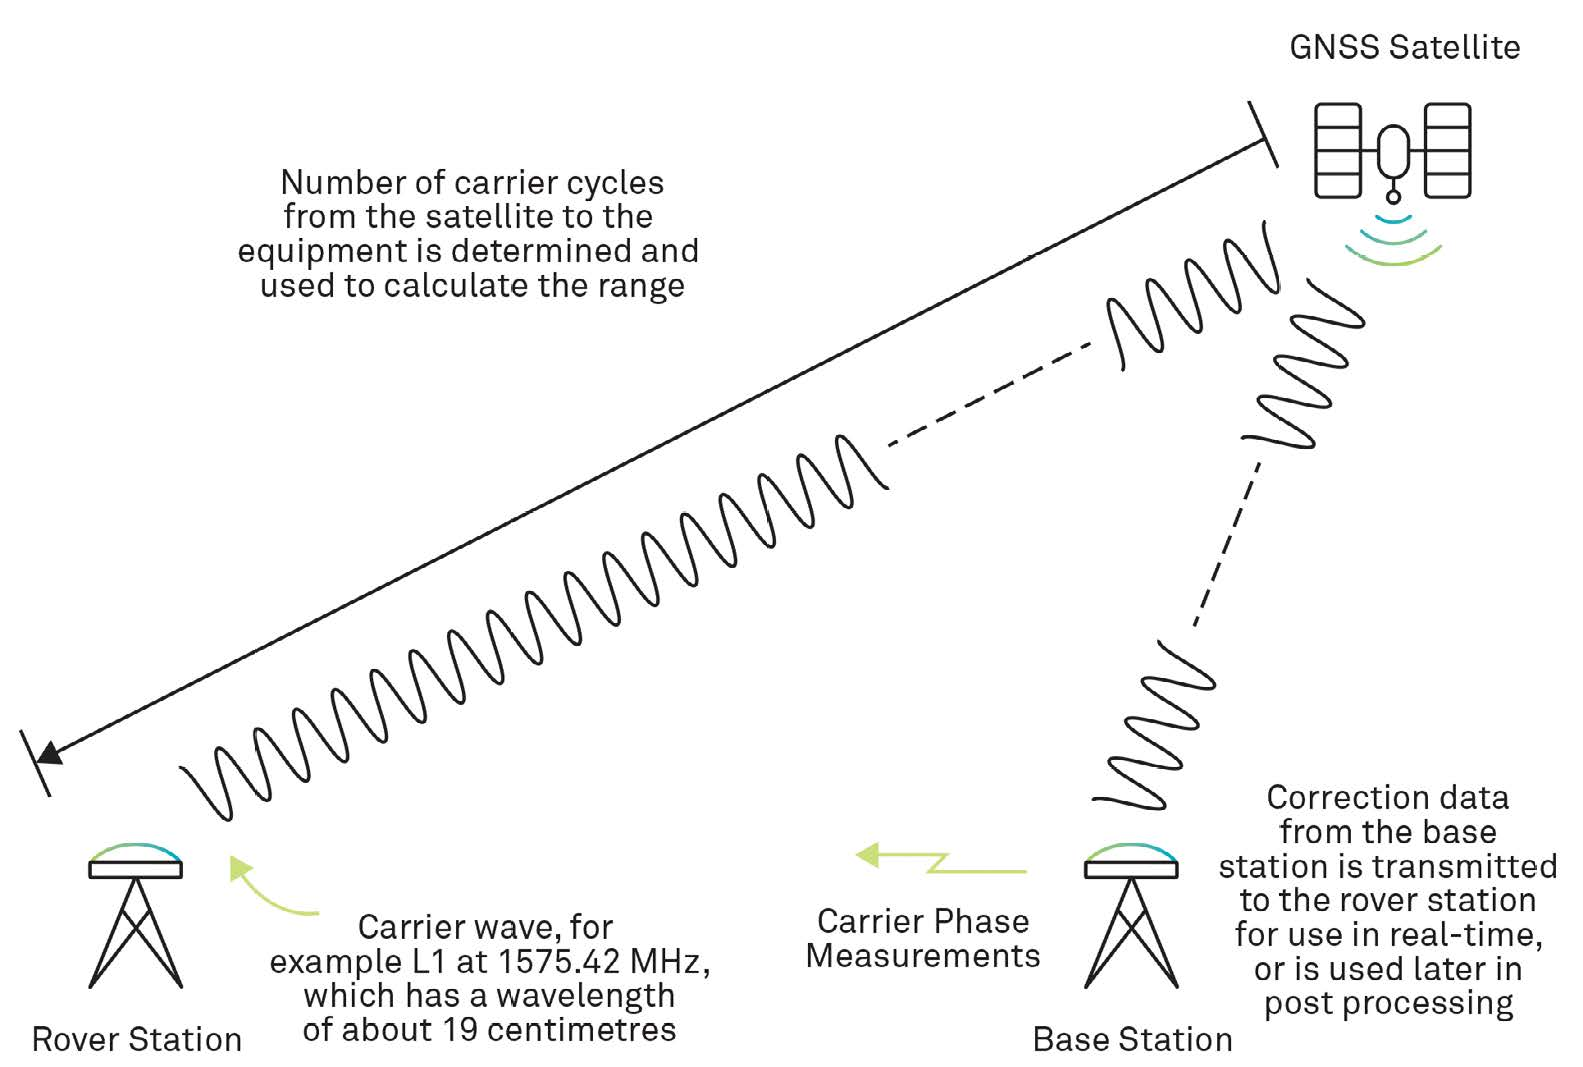 GNSS Satellite
Number of carrier cycles
from the satellite to the
equipment is determined and
used to calculate the range
Correction data
from the base
station is transmitted
to the rover station
for use in real-time,
or is used later in
post processing
Carrier Phase
Measurements
Carrier wave, for
example L1 at 1575.42 MHz,
which has a wavelength
of about 19 centimetres
Rover Station
Base Station